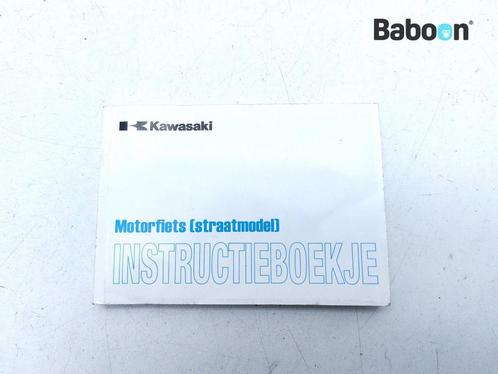 Baboon
Kawasaki
Motorfiets (straatmodel)
INSTRUCTIEBOEKJE